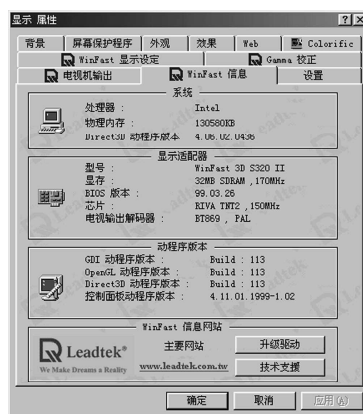 显示 属性
背景 屏幕保护程序 外观 效果 Web Colorific
WinFast 显示设定 Gamma 校正
电视机输出 WinFast 信息 设置
系统
处理器 : Intel
物理内存 : 130580KB
Direct3D 动程序版本 4.06.02.0436
显示适配器
型号 : WinFast 3D S320 II
显存 : 32MB SDRAM ,170MHz
BIOS 版本 : 99.03.26
芯片 : RIVA TNT2 ,150MHz
电视输出解码器 : BT869 , PAL
动程序版本
GDI 动程序版本 : Build : 113
OpenGL 动程序版本 : Build : 113
Direct3D 动程序版本 : Build : 113
控制面板动程序版本 : 4.11.01.1999-1.02
WinFast 信息网站
Leadtek®
We Make Dreams a Reality
主要网站
www.leadtek.com.tw
升级驱动
技术支援
确定 取消 应用(A)